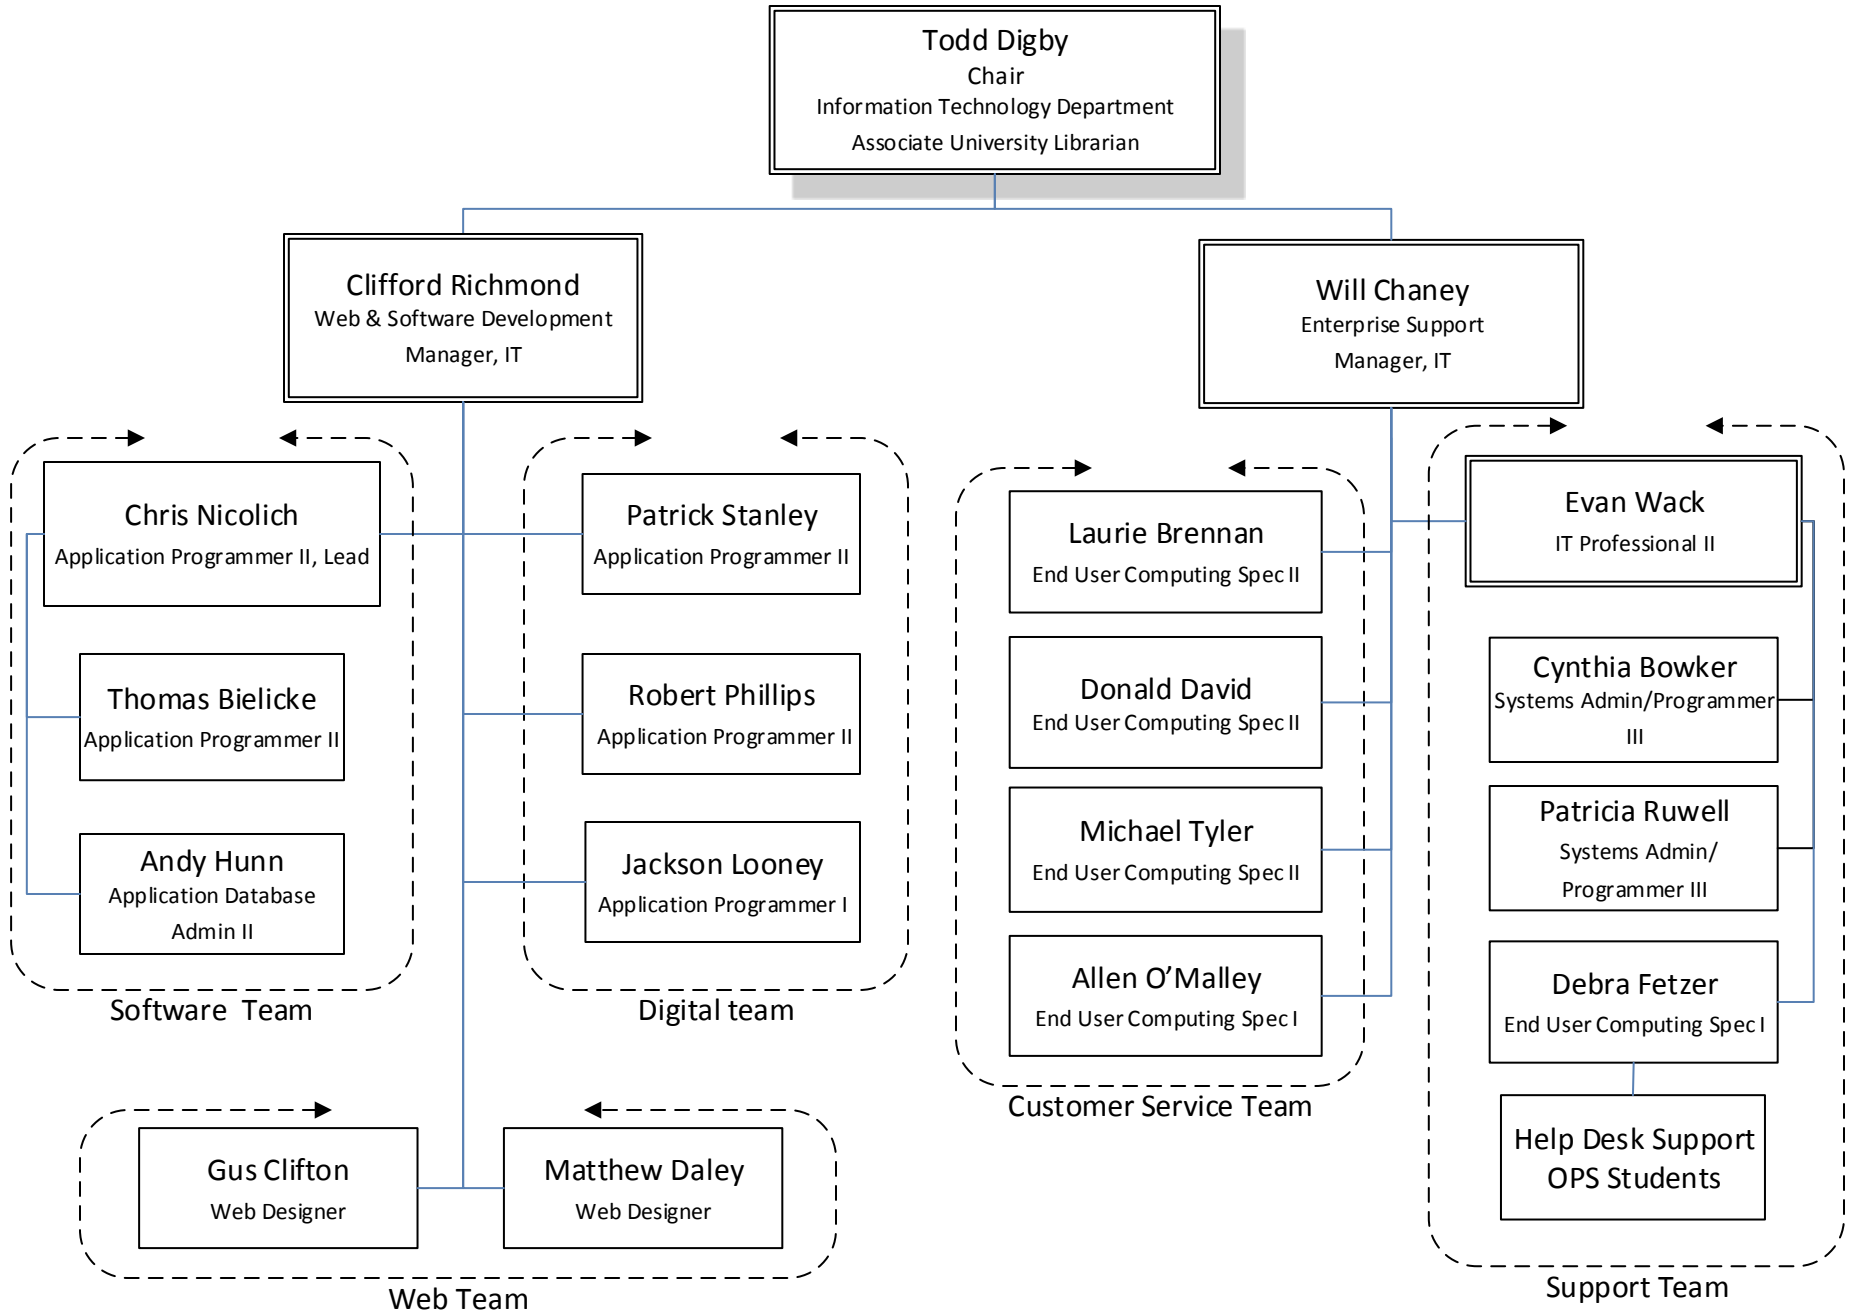 Todd Digby
Chair
Information Technology Department
Associate University Librarian
Clifford Richmond
Web & Software Development
Manager, IT
Will Chaney
Enterprise Support
Manager, IT
Chris Nicolich
Application Programmer II, Lead
Thomas Bielicke
Application Programmer II
Andy Hunn
Application Database
Admin II
Software Team
Patrick Stanley
Application Programmer II
Robert Phillips
Application Programmer II
Jackson Looney
Application Programmer I
Digital team
Gus Clifton
Web Designer
Matthew Daley
Web Designer
Web Team
Laurie Brennan
End User Computing Spec II
Donald David
End User Computing Spec II
Michael Tyler
End User Computing Spec II
Allen O’Malley
End User Computing Spec I
Customer Service Team
Evan Wack
IT Professional II
Cynthia Bowker
Systems Admin/Programmer
III
Patricia Ruwell
Systems Admin/
Programmer III
Debra Fetzer
End User Computing Spec I
Help Desk Support
OPS Students
Support Team